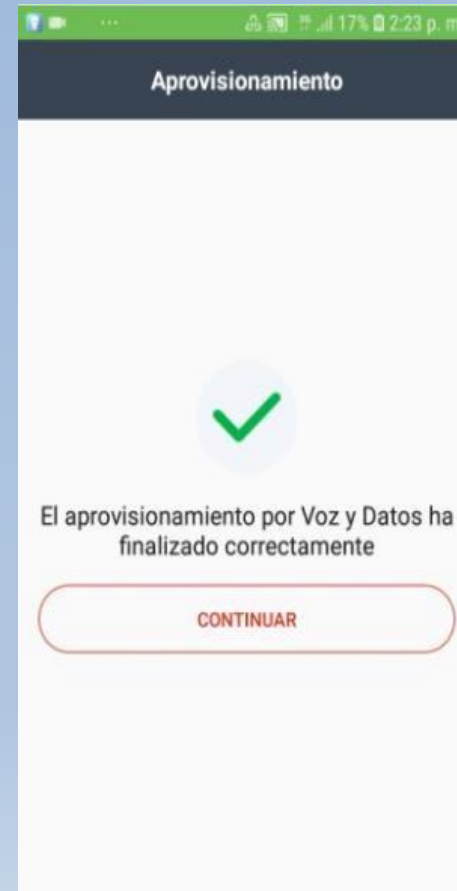 17% 2:23 p. m
Aprovisionamiento
El aprovisionamiento por Voz y Datos ha
finalizado correctamente
CONTINUAR